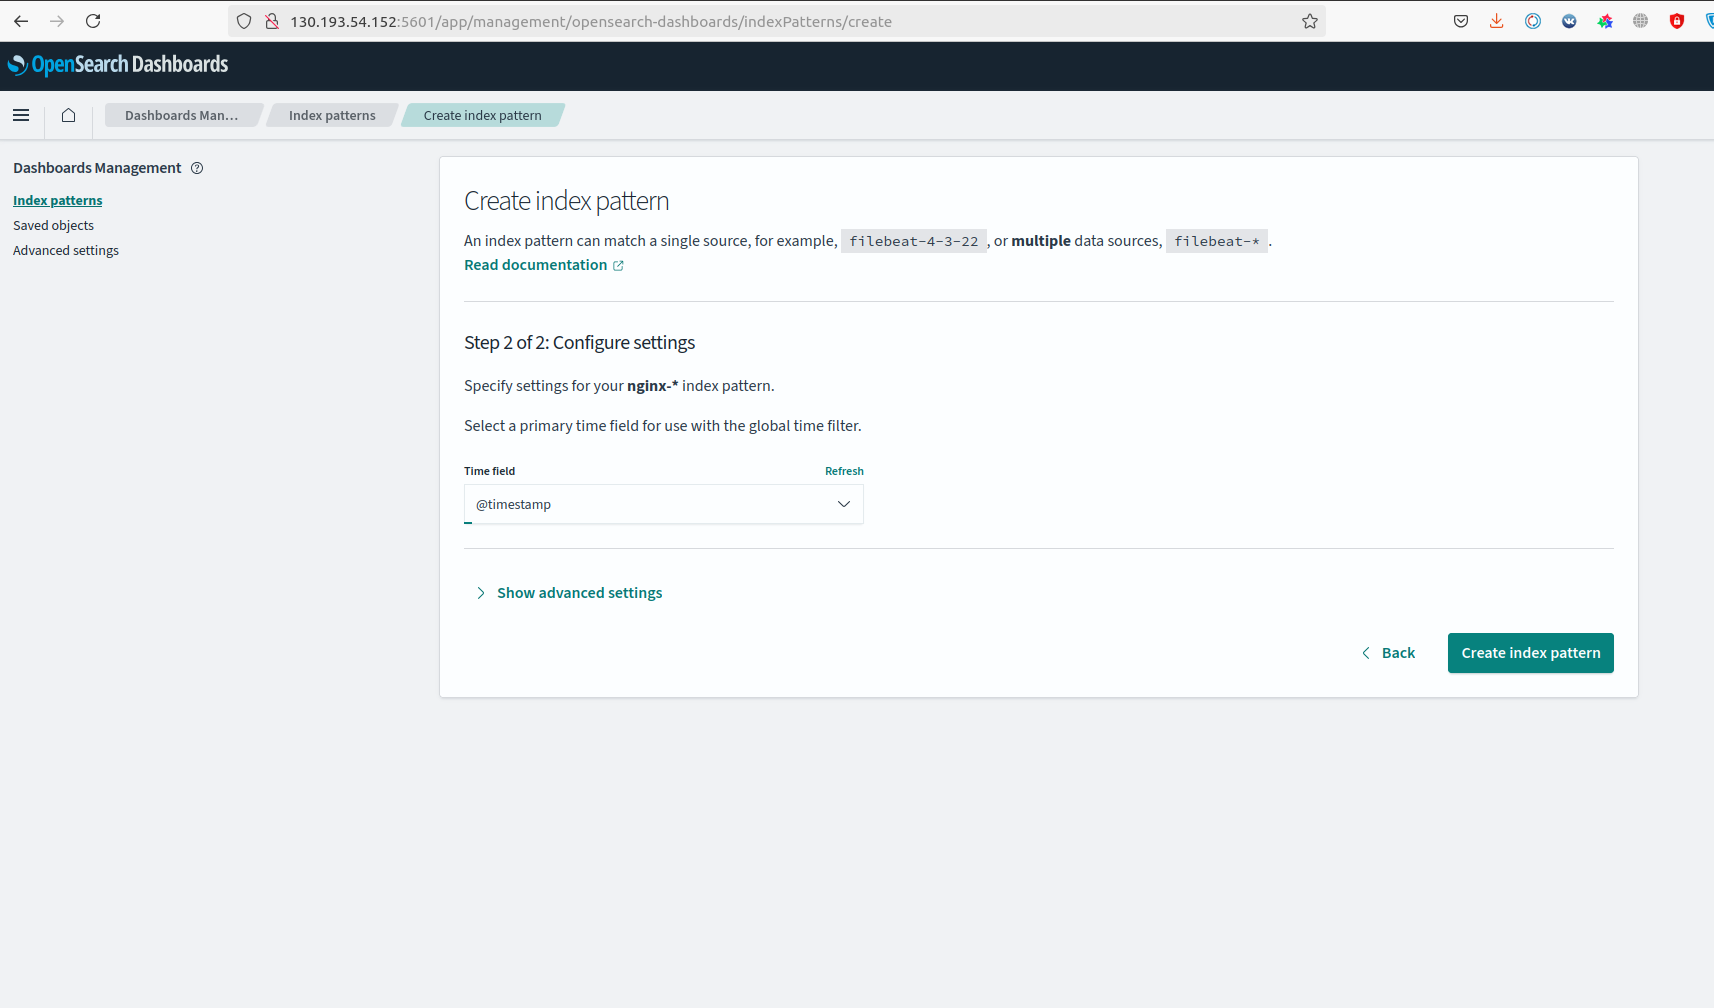 130.193.54.152:5601/app/management/opensearch-dashboards/indexPatterns/create
OpenSearch Dashboards
Dashboards Man… Index patterns Create index pattern
Dashboards Management
Index patterns
Saved objects
Advanced settings
Create index pattern
An index pattern can match a single source, for example, filebeat-4-3-22 , or multiple data sources, filebeat-* .
Read documentation
Step 2 of 2: Configure settings
Specify settings for your nginx-* index pattern.
Select a primary time field for use with the global time filter.
Time field Refresh
@timestamp
Show advanced settings
Back Create index pattern